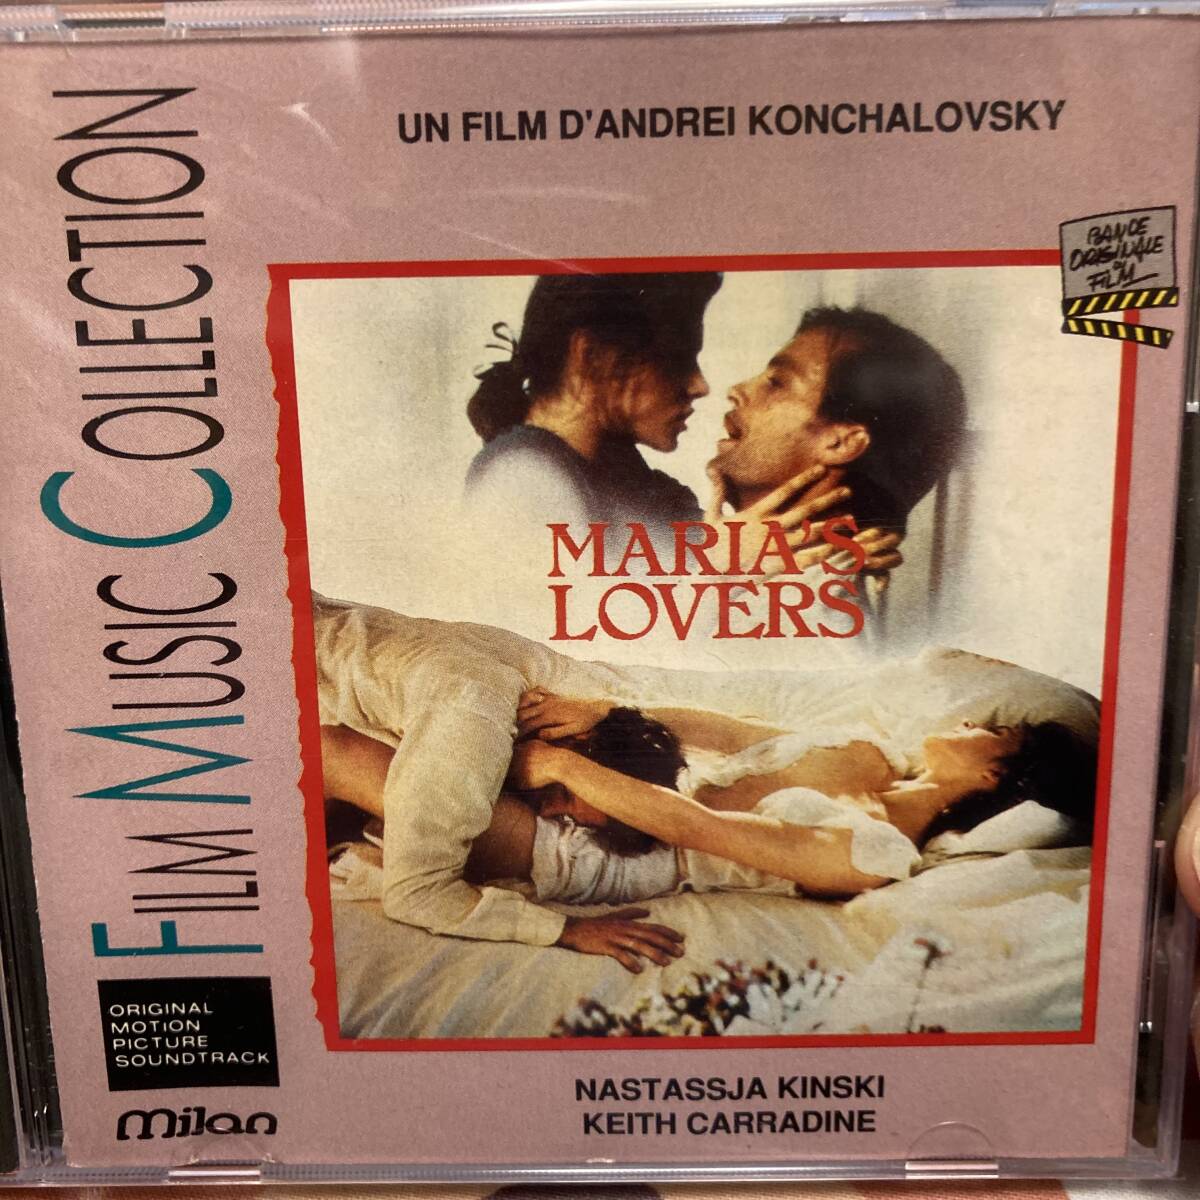 UN FILM D'ANDREI KONCHALOVSKY
FILM MUSIC COLLECTION
BANDE
ORIGINALE
DU
FILM
MARIA'S
LOVERS
ORIGINAL
MOTION
PICTURE
SOUNDTRACK
milan
NASTASSJA KINSKI
KEITH CARRADINE